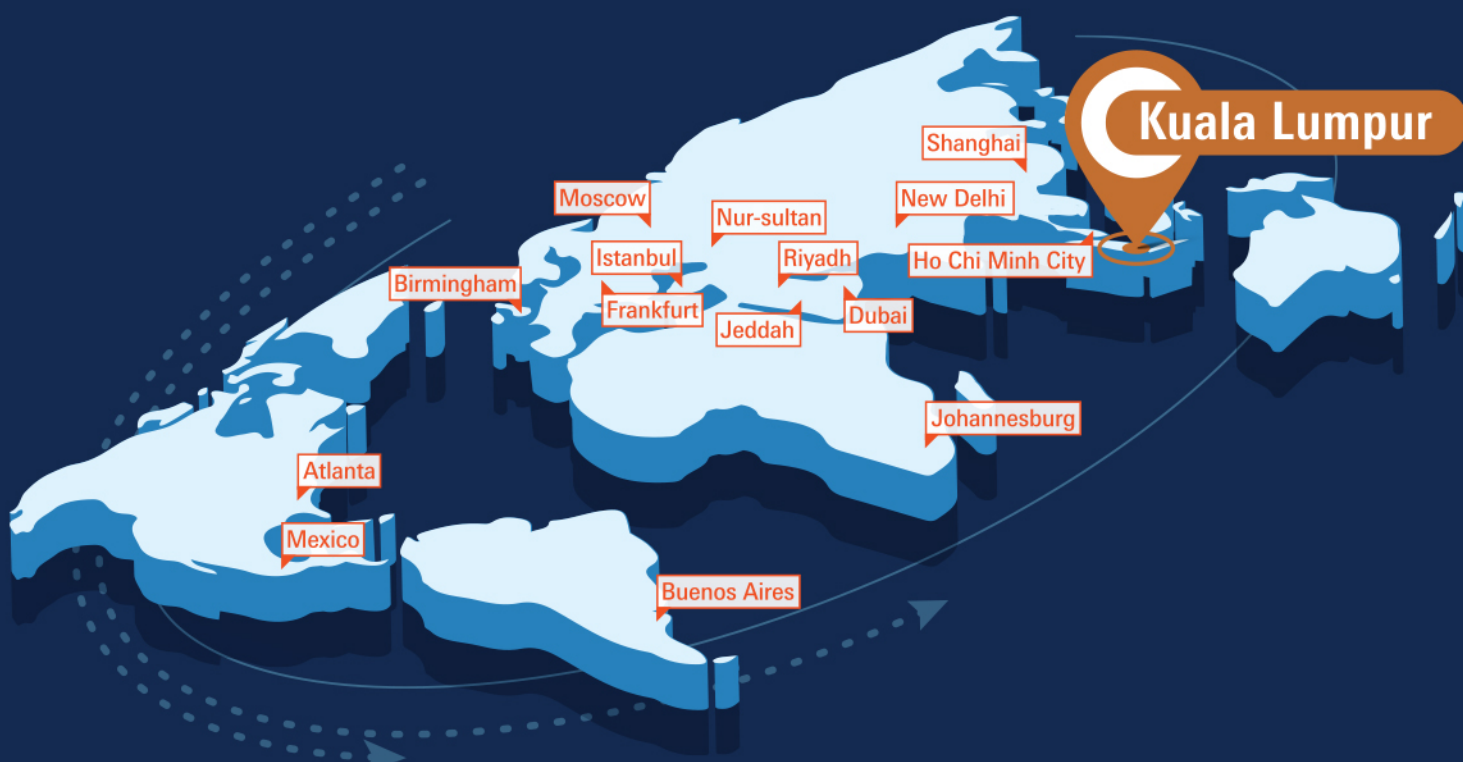 Kuala Lumpur
Shanghai
Moscow
New Delhi
Nur-sultan
Istanbul
Riyadh
Ho Chi Minh City
Birmingham
Frankfurt
Jeddah
Dubai
Johannesburg
Atlanta
Mexico
Buenos Aires